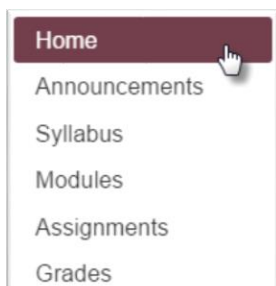 Home
Announcements
Syllabus
Modules
Assignments
Grades